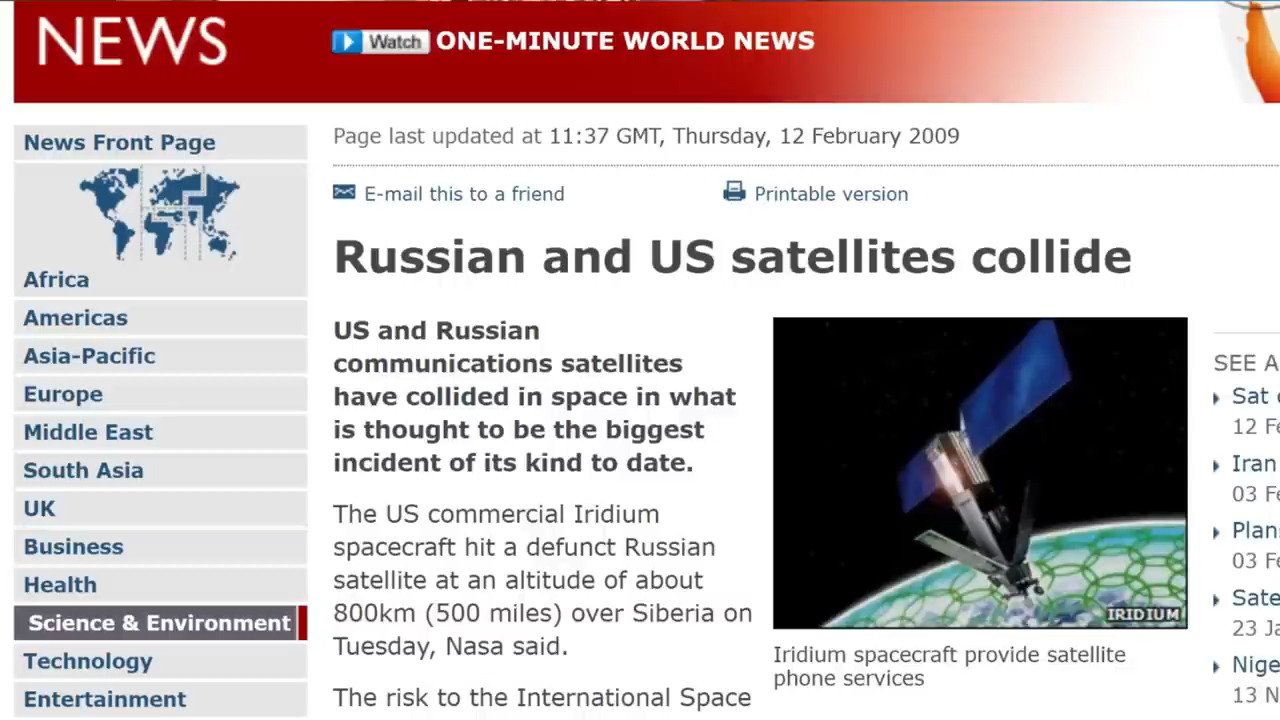 NEWS
Watch ONE-MINUTE WORLD NEWS
News Front Page
Africa
Americas
Asia-Pacific
Europe
Middle East
South Asia
UK
Business
Health
Science & Environment
Technology
Entertainment
Page last updated at 11:37 GMT, Thursday, 12 February 2009
E-mail this to a friend
Printable version
Russian and US satellites collide
US and Russian
communications satellites
have collided in space in what
is thought to be the biggest
incident of its kind to date.
The US commercial Iridium
spacecraft hit a defunct Russian
satellite at an altitude of about
800km (500 miles) over Siberia on
Tuesday, Nasa said.
The risk to the International Space
IRIDIUM
Iridium spacecraft provide satellite
phone services
SEE A
Sat
12 Fe
Iran
03 Fe
Plan
03 Fe
Sate
23 Ja
Nige
13 N